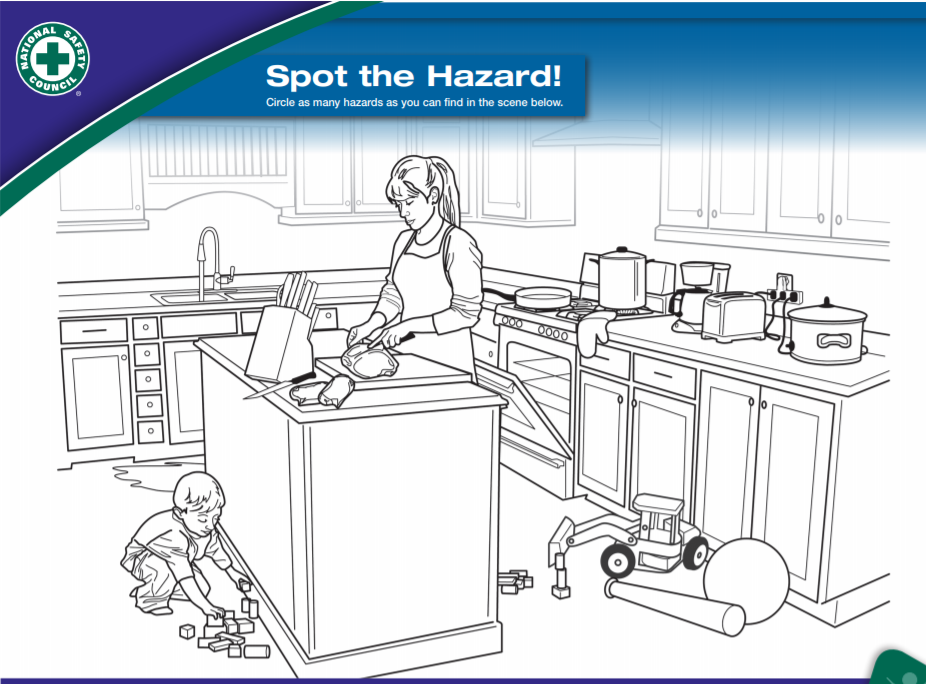 NATIONAL SAFETY
COUNCIL
®
Spot the Hazard!
Circle as many hazards as you can find in the scene below.